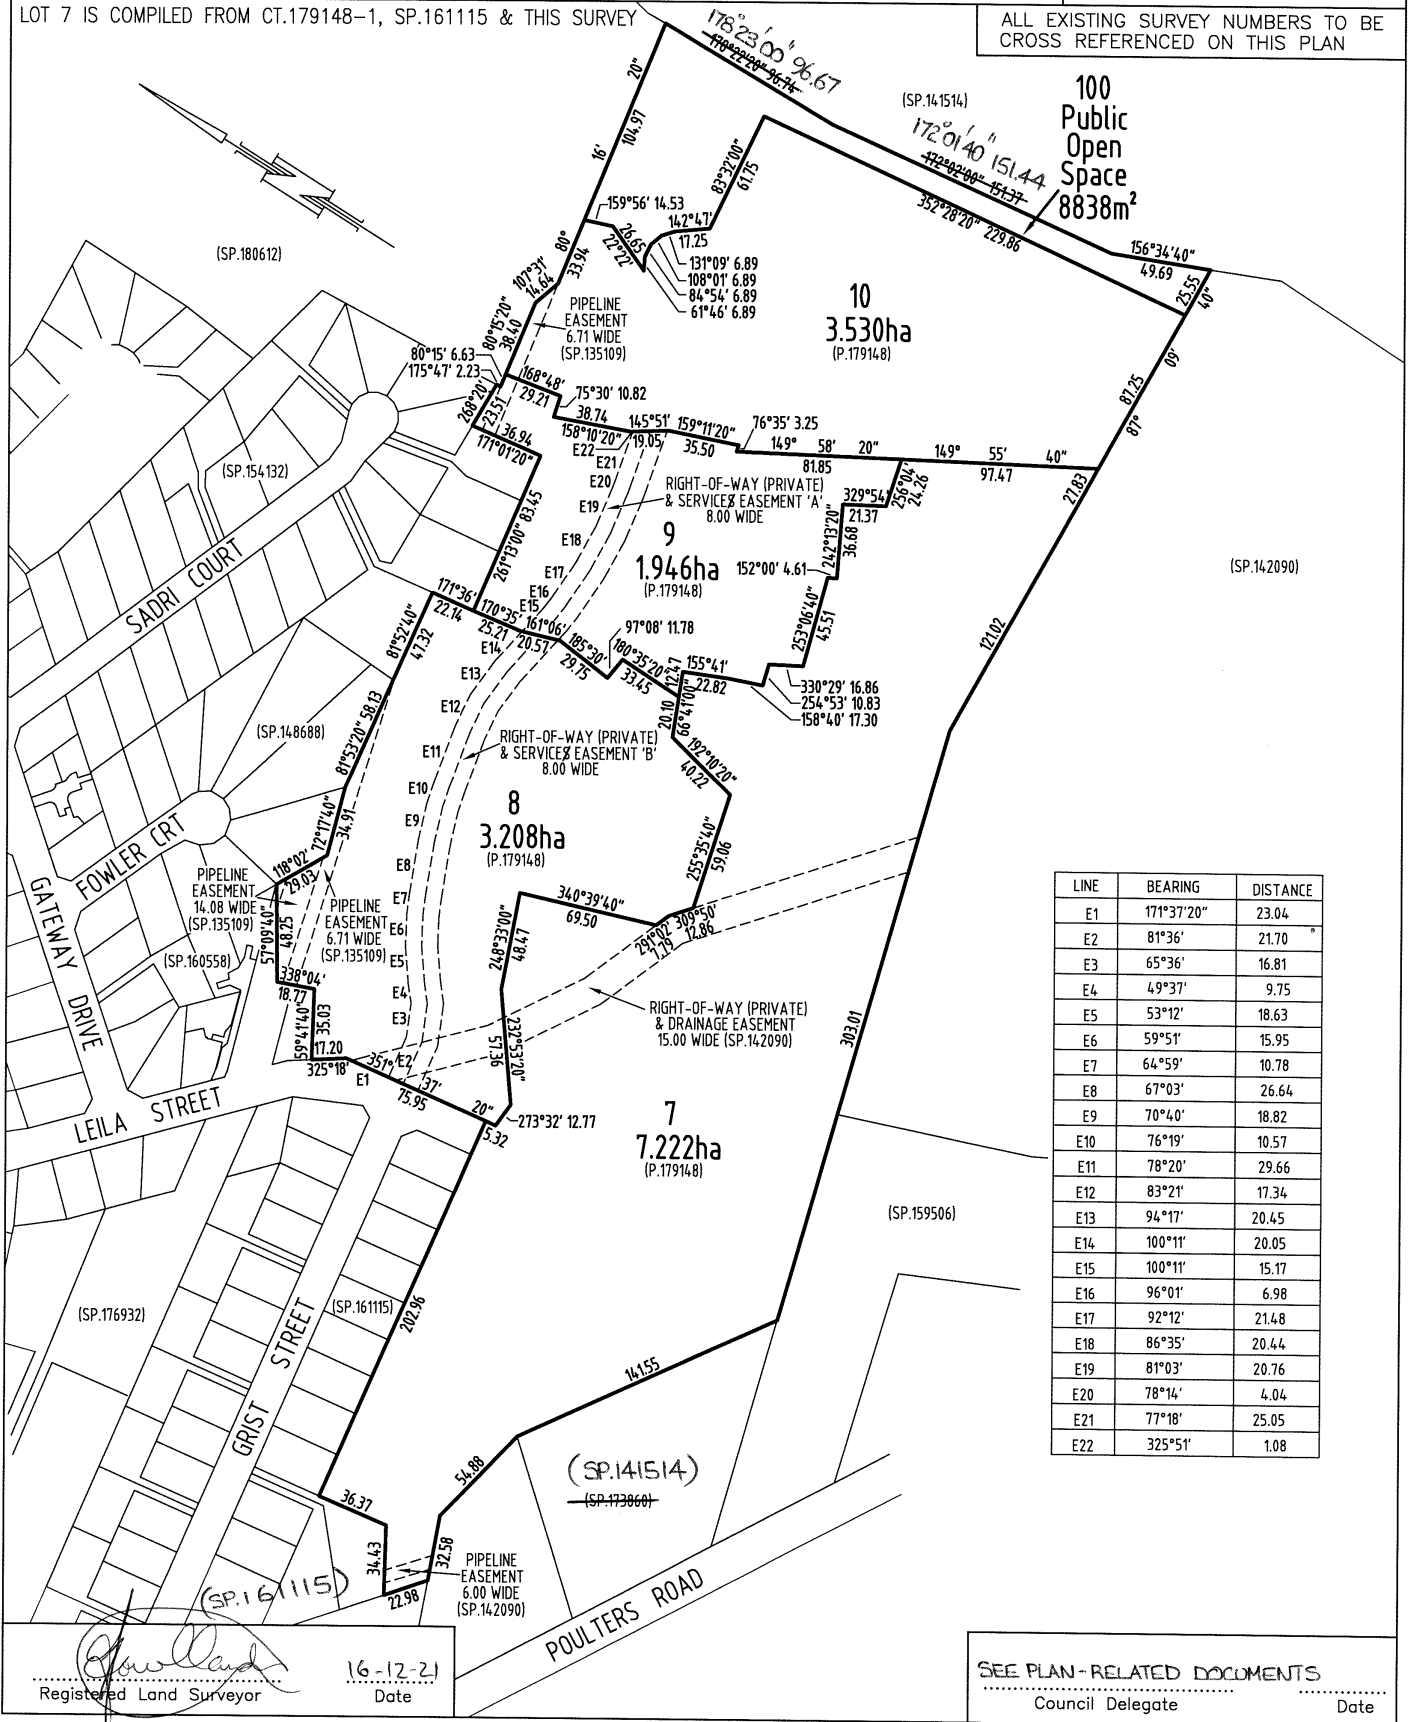 LOT 7 IS COMPILED FROM CT.179148-1, SP.161115 & THIS SURVEY
ALL EXISTING SURVEY NUMBERS TO BE
CROSS REFERENCED ON THIS PLAN
178°23'00" 96.67
178°22'20" 96.74
(SP.141514)
172°01'40" 151.44
172°02'00" 151.37
100
Public
Open
Space
8838m²
20"
104.97
16'
80°
33.94
83°32'00"
61.75
352°28'20" 229.86
156°34'40"
49.69
25.55
40"
09'
87.25
87°
159°56' 14.53
26.65
22°22'
142°47'
17.25
131°09' 6.89
108°01' 6.89
84°54' 6.89
61°46' 6.89
N
(SP.180612)
107°31'
14.64
PIPELINE
EASEMENT
6.71 WIDE
(SP.135109)
10
3.530ha
(P.179148)
80°15'20"
38.40
80°15' 6.63
175°47' 2.23
268°20'
23.51
168°48'
29.21
75°30' 10.82
38.74
158°10'20"
145°51'
19.05
159°11'20"
35.50
76°35' 3.25
149° 58' 20"
81.85
149° 55' 40"
97.47
27.83
36.94
171°01'20"
E22
E21
E20
E19
E18
E17
E16
E15
(SP.154132)
RIGHT-OF-WAY (PRIVATE)
& SERVICES EASEMENT 'A'
8.00 WIDE
329°54'
21.37
256°04'
24.26
242°13'20"
36.68
83.45
261°13'00"
9
1.946ha
(P.179148)
152°00' 4.61
(SP.142090)
SADRI COURT
171°36'
22.14
170°35'
25.21
161°06'
20.57
185°30'
29.75
97°08' 11.78
180°35'20"
33.45
12.47
155°41'
22.82
253°06'40"
45.51
121.02
81°52'40"
47.32
E14
E13
E12
E11
E10
E9
E8
E7
E6
E5
E4
E3
330°29' 16.86
254°53' 10.83
158°40' 17.30
20.10
66°41'00"
192°10'20"
40.22
(SP.148688)
81°53'20" 58.13
RIGHT-OF-WAY (PRIVATE)
& SERVICES EASEMENT 'B'
8.00 WIDE
8
3.208ha
(P.179148)
255°35'40"
59.06
72°17'40"
34.91
118°02'
29.03
FOWLER CRT
GATEWAY DRIVE
PIPELINE
EASEMENT
14.08 WIDE
(SP.135109)
PIPELINE
EASEMENT
6.71 WIDE
(SP.135109)
340°39'40"
69.50
248°33'00"
48.47
291°02'
7.79
309°50'
12.86
57°09'40"
48.25
(SP.160558)
338°04'
18.77
59°41'40"
35.03
17.20
325°18'
351° 37' 20"
75.95
E1
E2
232°53'20"
57.36
RIGHT-OF-WAY (PRIVATE)
& DRAINAGE EASEMENT
15.00 WIDE (SP.142090)
303.01
273°32' 12.77
5.32
7
7.222ha
(P.179148)
LEILA STREET
(SP.159506)
(SP.176932)
(SP.161115)
202.96
GRIST STREET
141.55
54.88
36.37
34.43
32.58
22.98
(SP.141514)
(SP.173860)
PIPELINE
EASEMENT
6.00 WIDE
(SP.142090)
POULTERS ROAD
(SP.161115)
LINE BEARING DISTANCE
E1 171°37'20" 23.04
E2 81°36' 21.70
E3 65°36' 16.81
E4 49°37' 9.75
E5 53°12' 18.63
E6 59°51' 15.95
E7 64°59' 10.78
E8 67°03' 26.64
E9 70°40' 18.82
E10 76°19' 10.57
E11 78°20' 29.66
E12 83°21' 17.34
E13 94°17' 20.45
E14 100°11' 20.05
E15 100°11' 15.17
E16 96°01' 6.98
E17 92°12' 21.48
E18 86°35' 20.44
E19 81°03' 20.76
E20 78°14' 4.04
E21 77°18' 25.05
E22 325°51' 1.08
16-12-21
Registered Land Surveyor Date
SEE PLAN-RELATED DOCUMENTS
Council Delegate Date